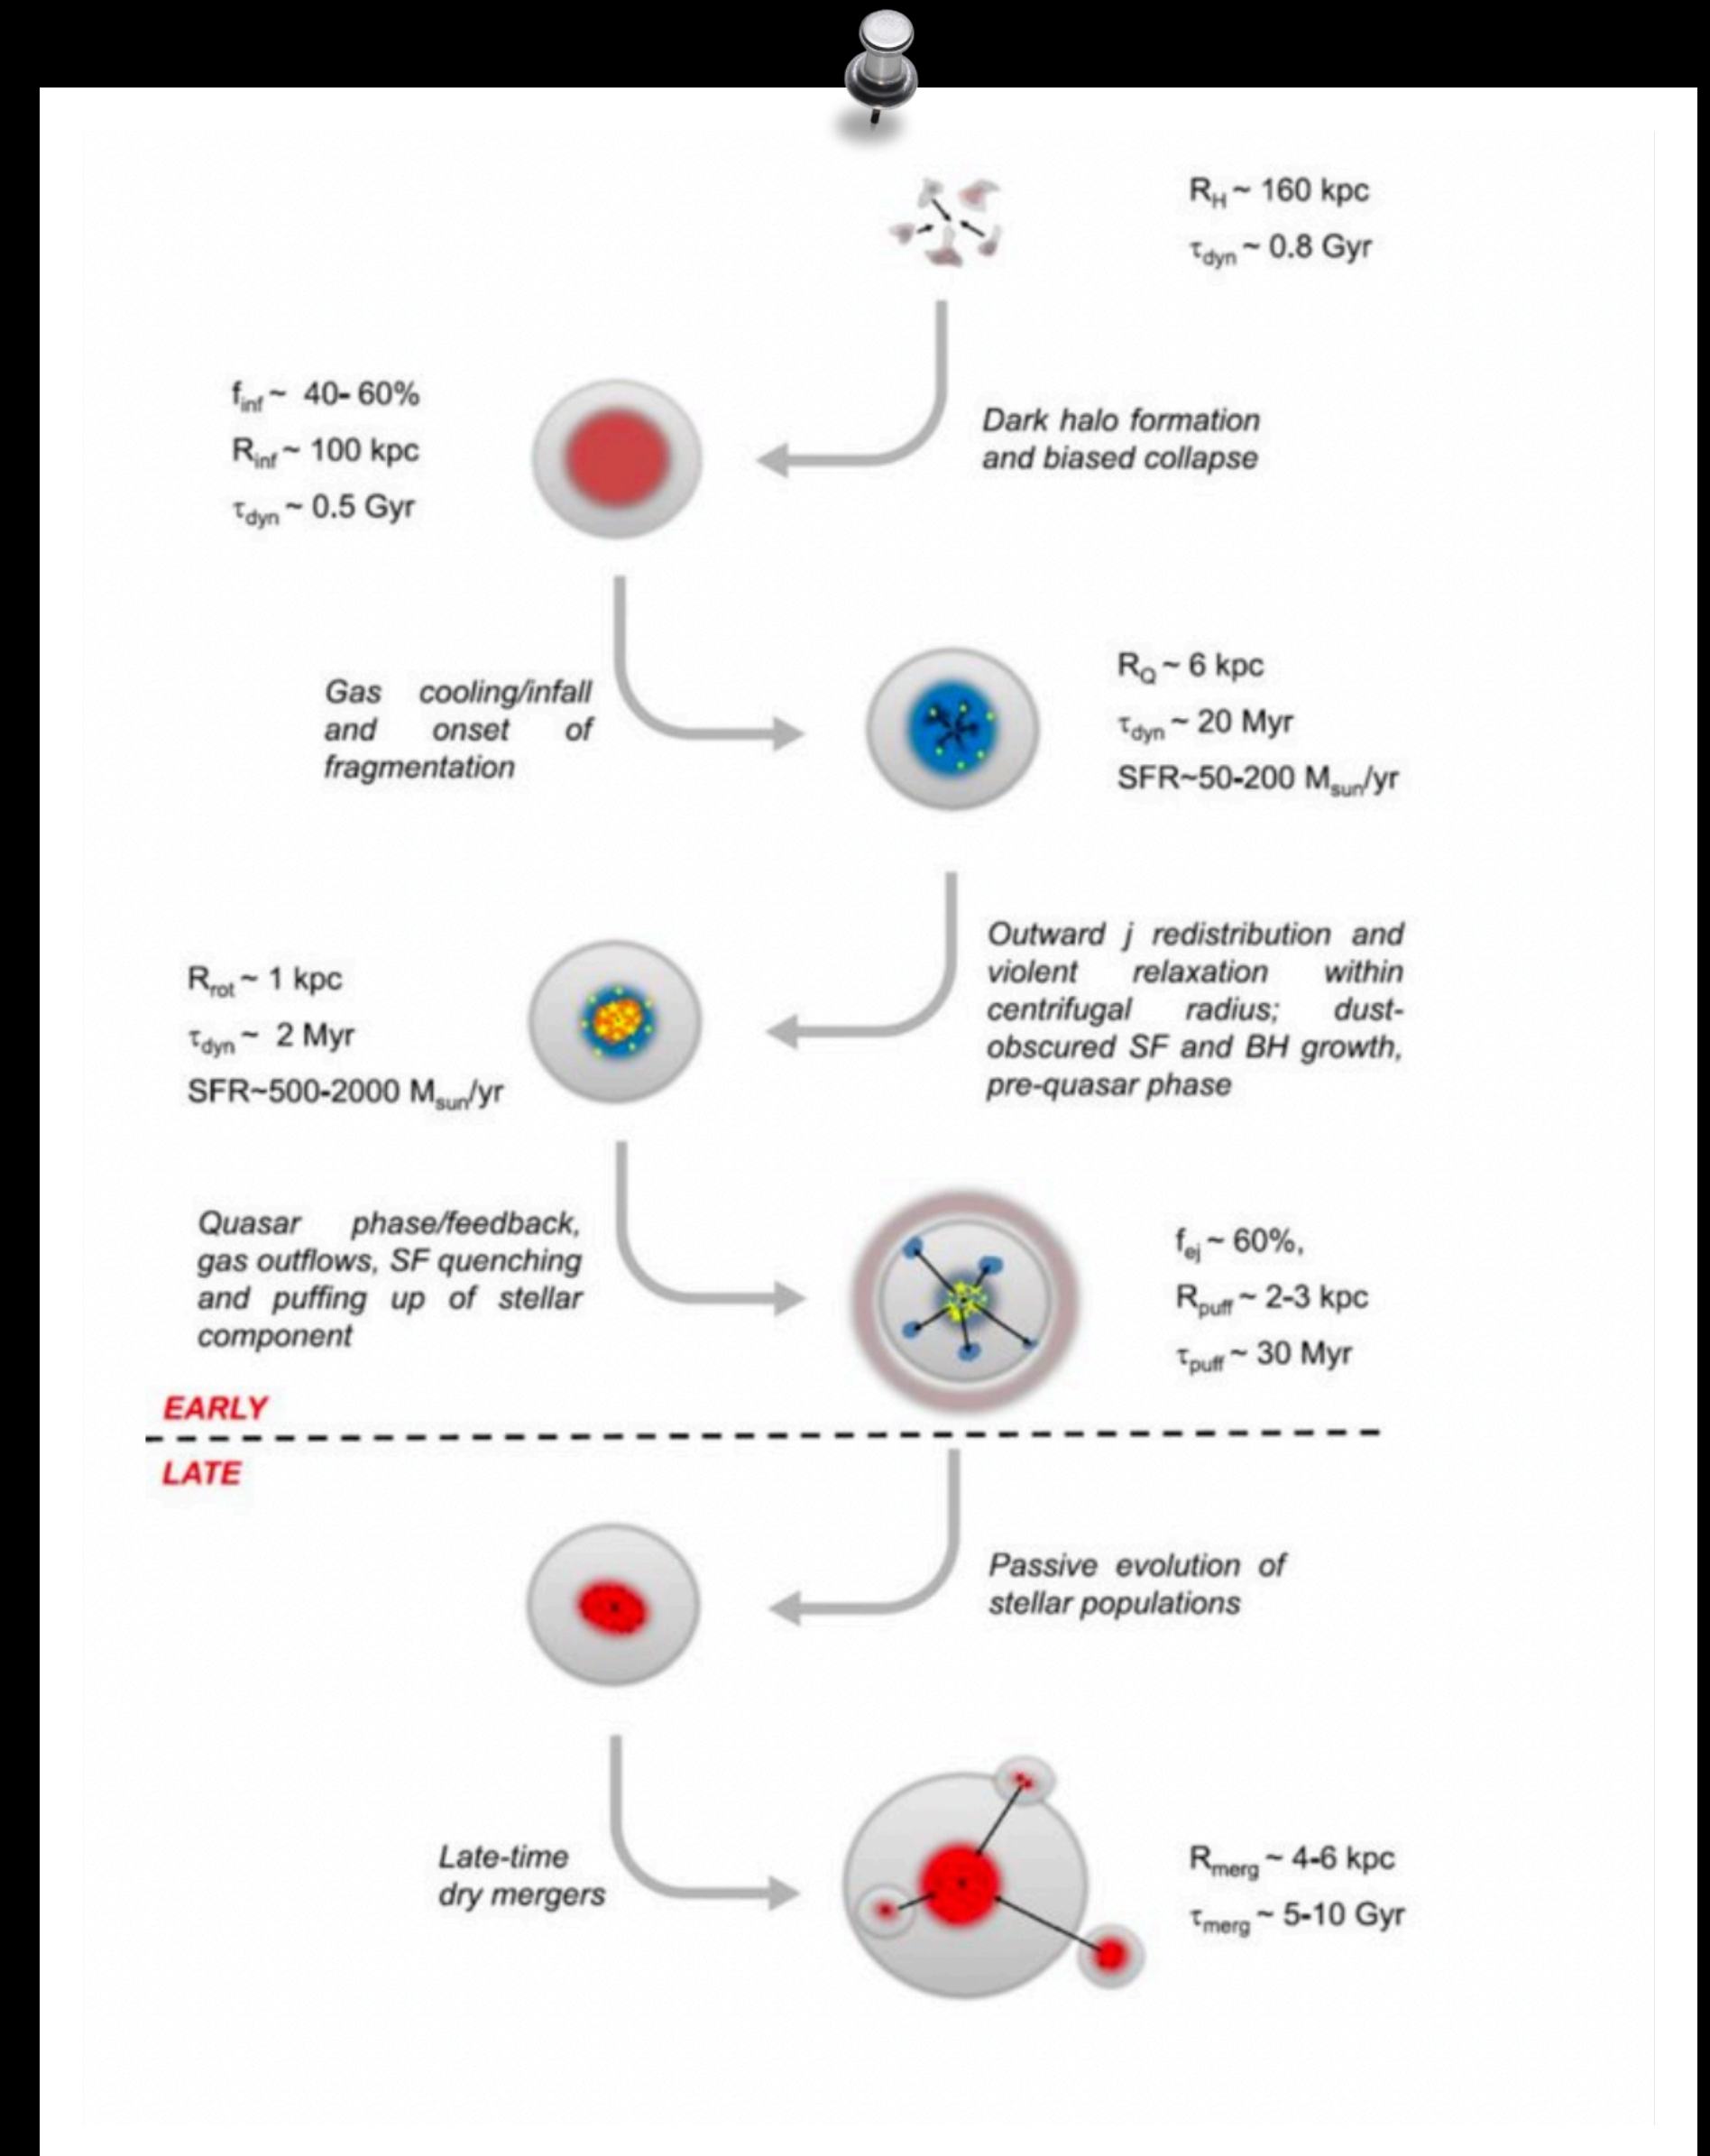 R_H ~ 160 kpc
τ_dyn ~ 0.8 Gyr
Dark halo formation
and biased collapse
f_inf ~ 40- 60%
R_inf ~ 100 kpc
τ_dyn ~ 0.5 Gyr
Gas cooling/infall
and onset of
fragmentation
R_Q ~ 6 kpc
τ_dyn ~ 20 Myr
SFR~50-200 M_sun/yr
Outward j redistribution and
violent relaxation within
centrifugal radius; dust-
obscured SF and BH growth,
pre-quasar phase
R_rot ~ 1 kpc
τ_dyn ~ 2 Myr
SFR~500-2000 M_sun/yr
Quasar phase/feedback,
gas outflows, SF quenching
and puffing up of stellar
component
f_ej ~ 60%,
R_puff ~ 2-3 kpc
τ_puff ~ 30 Myr
EARLY
LATE
Passive evolution of
stellar populations
Late-time
dry mergers
R_merg ~ 4-6 kpc
τ_merg ~ 5-10 Gyr